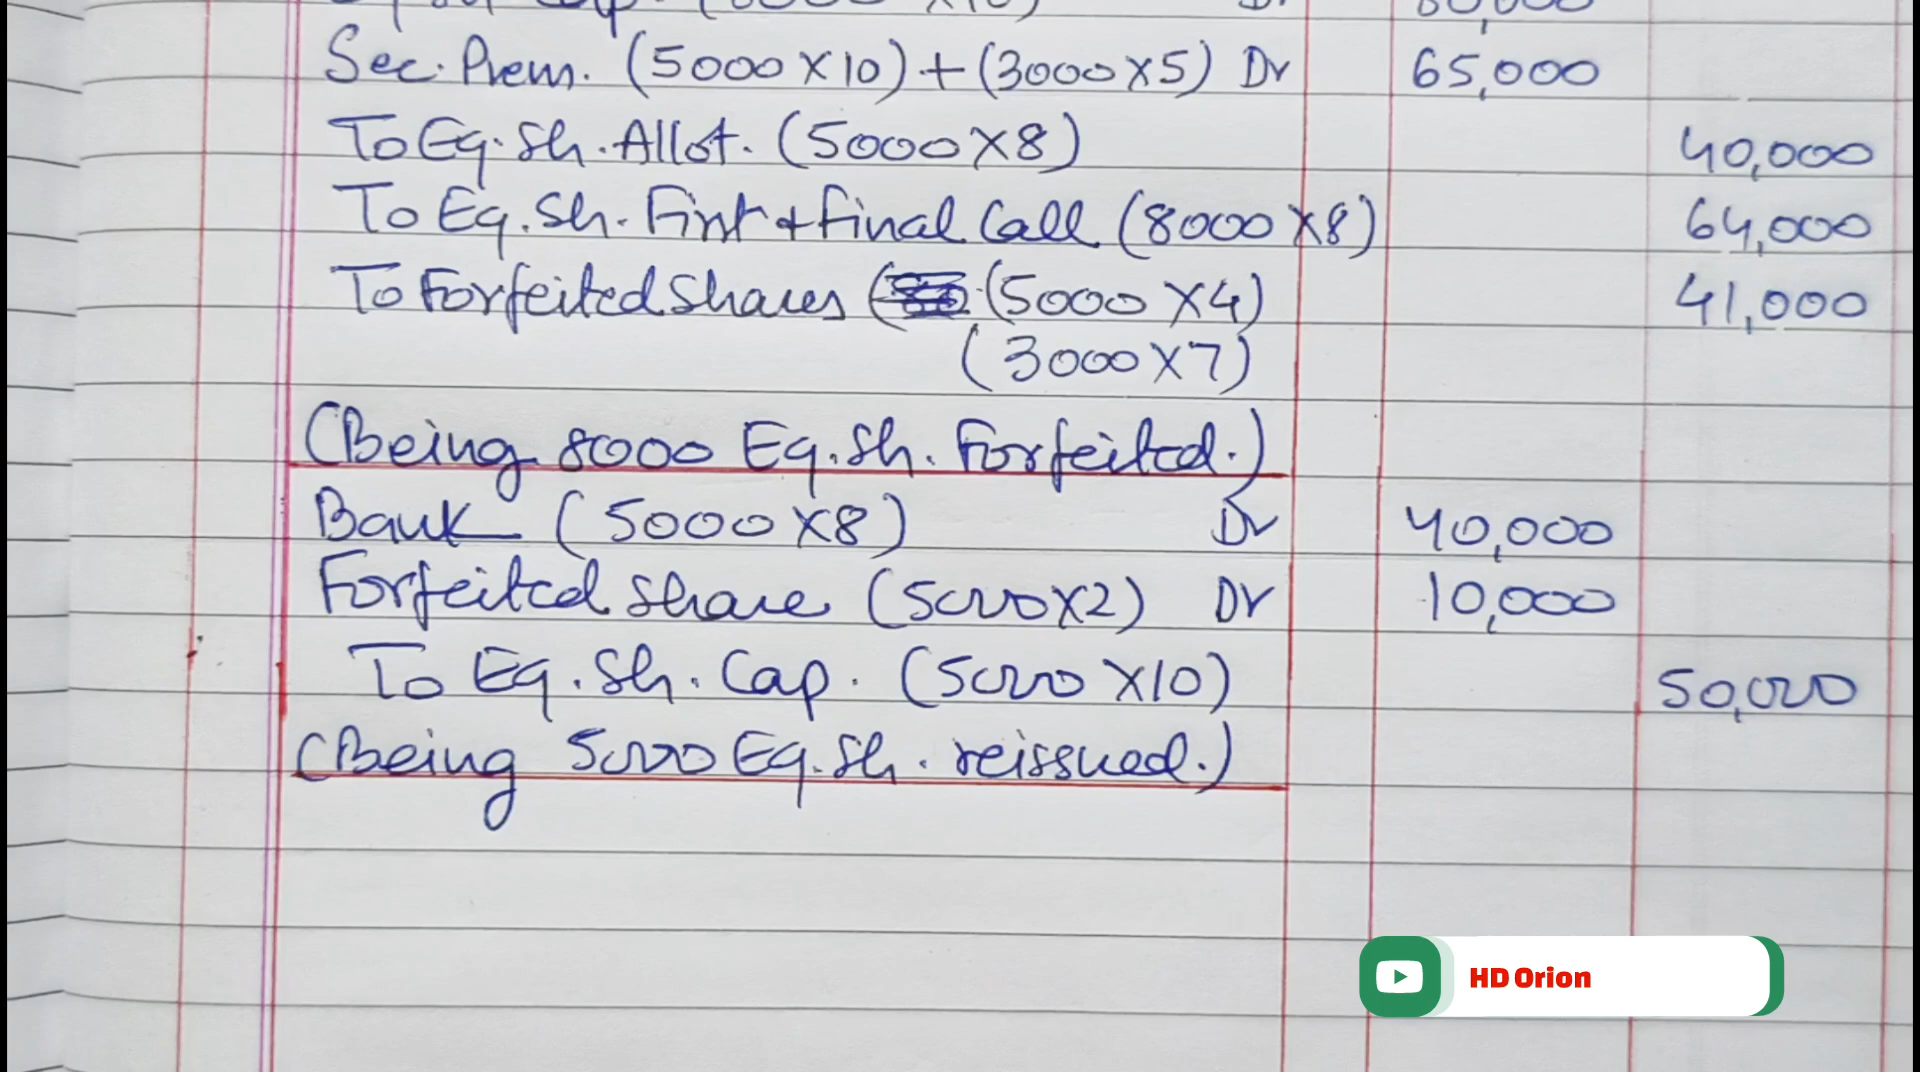 Sec. Prem. (5000 X 10) + (3000 X 5) Dr 65,000
To Eq. Sh. Allot. (5000 X 8) 40,000
To Eq. Sh. First + final Call (8000 X 8) 64,000
To Forfeited Shares (5000 X 4) 41,000
(3000 X 7)
(Being 8000 Eq. Sh. Forfeited.)
Bank (5000 X 8) Dr 40,000
Forfeited Share (5000 X 2) Dr 10,000
To Eq. Sh. Cap. (5000 X 10) 50,000
(Being 5000 Eq. Sh. reissued.)
HD Orion